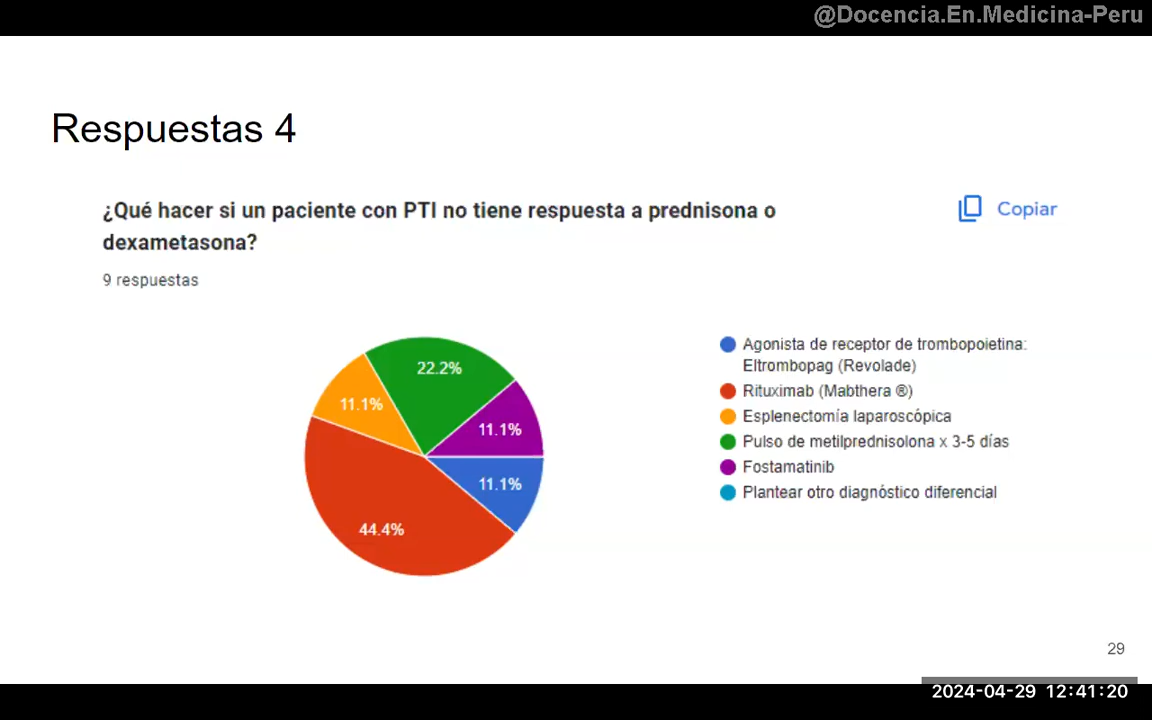 @Docencia.En.Medicina-Peru
Respuestas 4
¿Qué hacer si un paciente con PTI no tiene respuesta a prednisona o
dexametasona?
Copiar
9 respuestas
22.2%
11.1%
11.1%
11.1%
44.4%
Agonista de receptor de trombopoietina:
Eltrombopag (Revolade)
Rituximab (Mabthera ®)
Esplenectomía laparoscópica
Pulso de metilprednisolona x 3-5 días
Fostamatinib
Plantear otro diagnóstico diferencial
29
2024-04-29 12:41:20